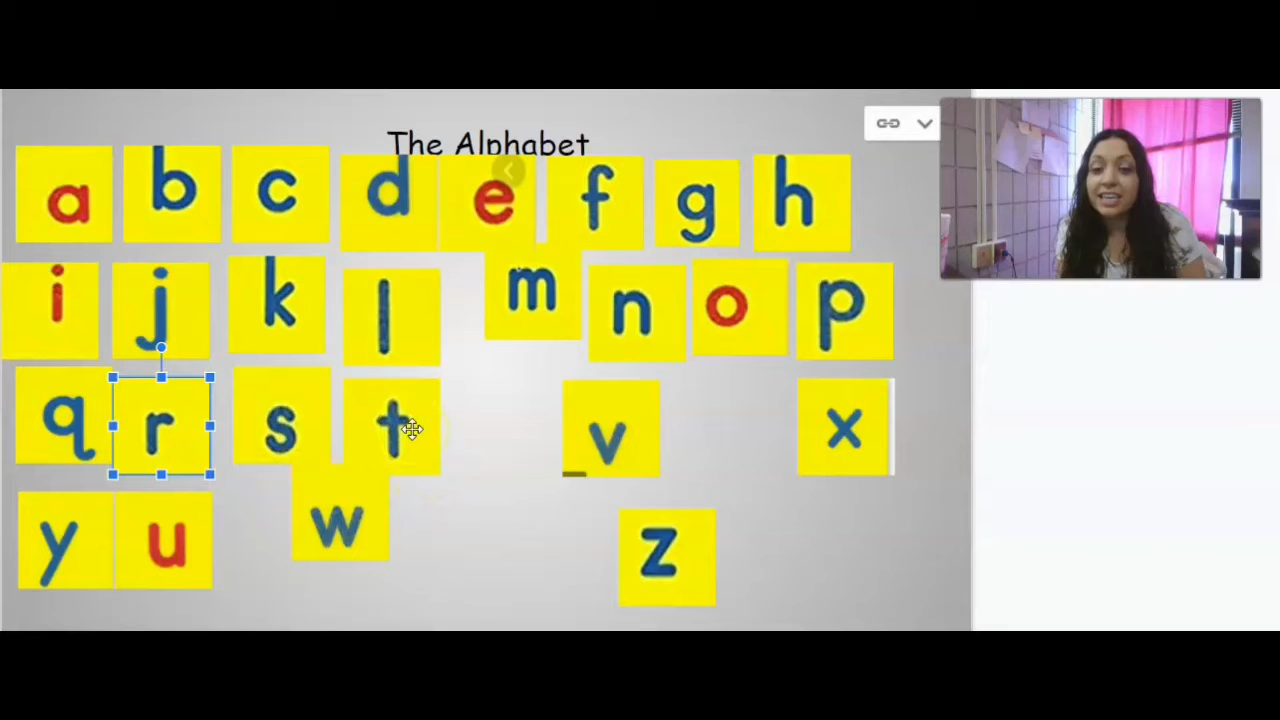 The Alphabet
a b c d e f g h
i j k l m n o p
q r s t v x
y u w z